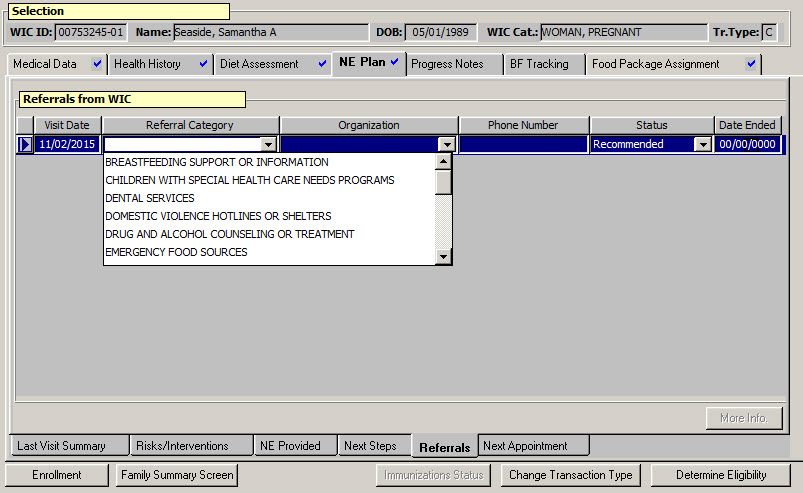 Selection
WIC ID: 00753245-01 Name: Seaside, Samantha A DOB: 05/01/1989 WIC Cat.: WOMAN, PREGNANT Tr.Type: C
Medical Data Health History Diet Assessment NE Plan Progress Notes BF Tracking Food Package Assignment
Referrals from WIC
Visit Date Referral Category Organization Phone Number Status Date Ended
11/02/2015 Recommended 00/00/0000
BREASTFEEDING SUPPORT OR INFORMATION
CHILDREN WITH SPECIAL HEALTH CARE NEEDS PROGRAMS
DENTAL SERVICES
DOMESTIC VIOLENCE HOTLINES OR SHELTERS
DRUG AND ALCOHOL COUNSELING OR TREATMENT
EMERGENCY FOOD SOURCES
More Info.
Last Visit Summary Risks/Interventions NE Provided Next Steps Referrals Next Appointment
Enrollment Family Summary Screen Immunizations Status Change Transaction Type Determine Eligibility